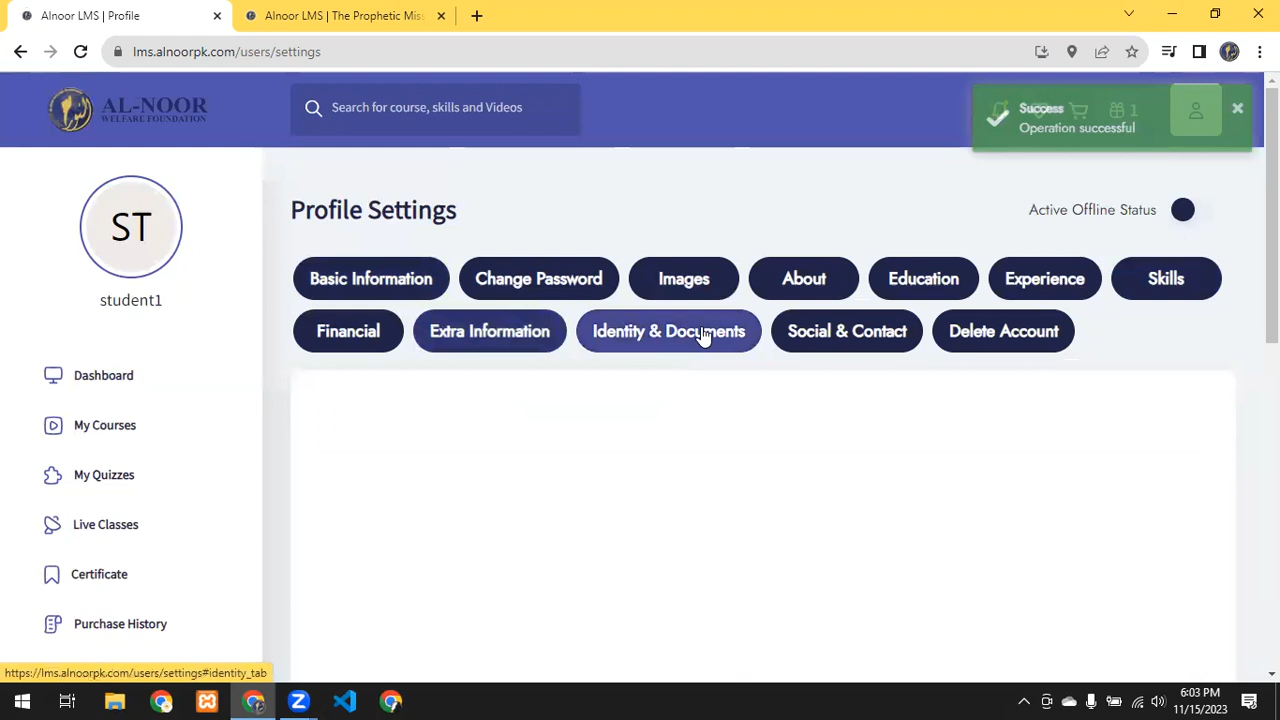 Alnoor LMS | Profile
Alnoor LMS | The Prophetic Mis
lms.alnoorpk.com/users/settings
AL-NOOR
WELFARE FOUNDATION
Search for course, skills and Videos
1
Success
Operation successful
ST
student1
Profile Settings
Active Offline Status
Basic Information
Change Password
Images
About
Education
Experience
Skills
Financial
Extra Information
Identity & Documents
Social & Contact
Delete Account
Dashboard
My Courses
My Quizzes
Live Classes
Certificate
Purchase History
https://lms.alnoorpk.com/users/settings#identity_tab
6:03 PM
11/15/2023